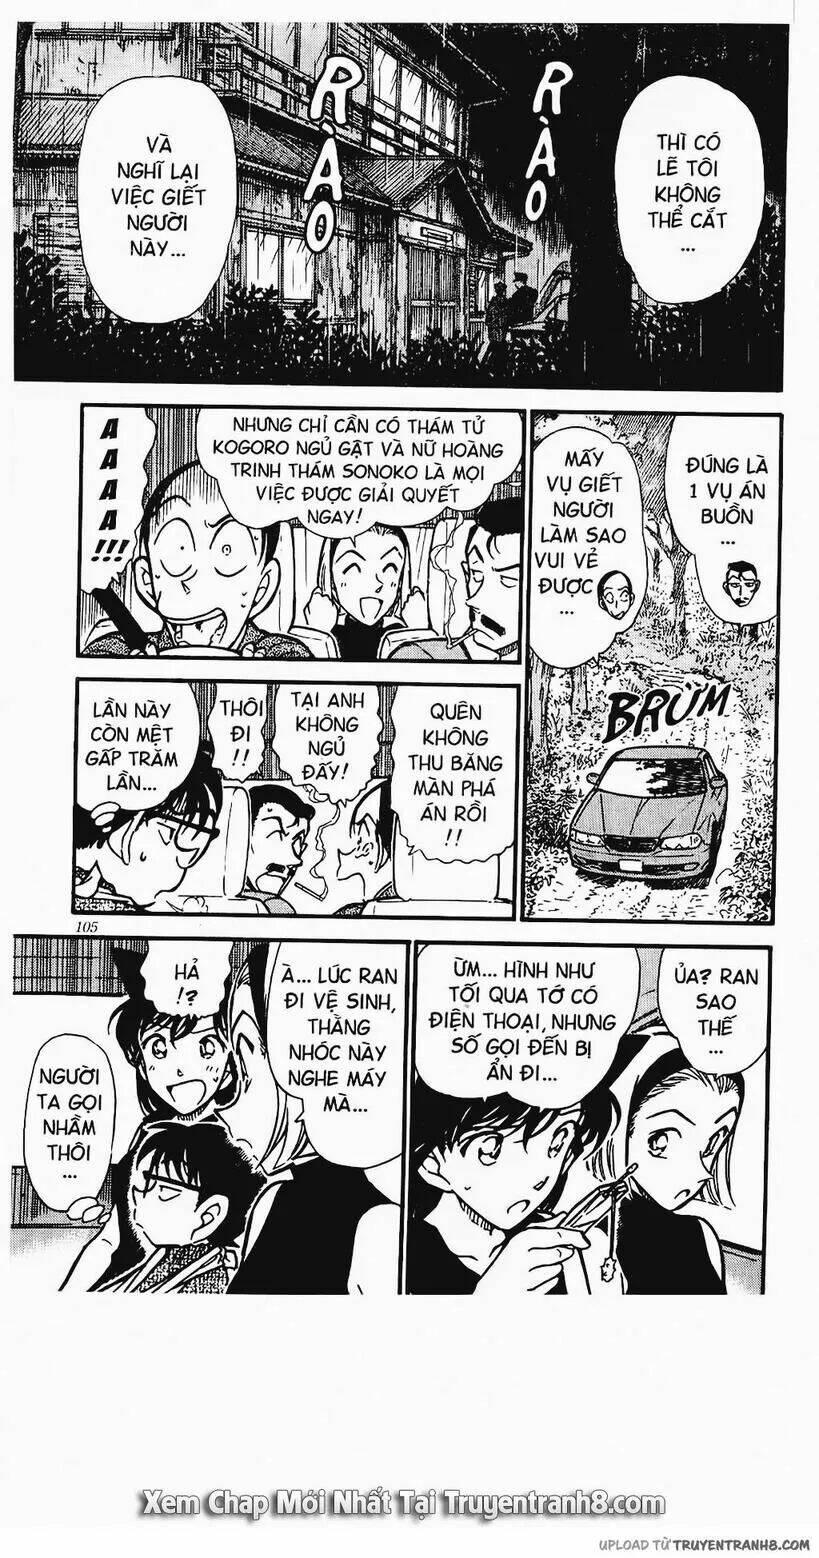 THÌ CÓ
LẼ TÔI
KHÔNG
THỂ CẮT
...
RÀO
RÀO
VÀ
NGHĨ LẠI
VIỆC GIẾT
NGƯỜI
NÀY...
ĐÚNG LÀ
1 VỤ ÁN
BUỒN
...
MẤY
VỤ GIẾT
NGƯỜI
LÀM SAO
VUI VẺ
ĐƯỢC
...
BRỪM
NHƯNG CHỈ CẦN CÓ THÁM TỬ
KOGORO NGỦ GẬT VÀ NỮ HOÀNG
TRINH THÁM SONOKO LÀ MỌI
VIỆC ĐƯỢC GIẢI QUYẾT
NGAY!
AAAA!!!
QUÊN
KHÔNG
THU BĂNG
MÀN PHÁ
ÁN RỒI
!!
TẠI ANH
KHÔNG
NGỦ
ĐẤY!
THÔI
ĐI
!!
LẦN NÀY
CÒN MỆT
GẤP TRĂM
LẦN...
105
ỦA? RAN
SAO
THẾ
...
ỪM... HÌNH NHƯ
TỐI QUA TỚ CÓ
ĐIỆN THOẠI, NHƯNG
SỐ GỌI ĐẾN BỊ
ẨN ĐI...
À... LÚC RAN
ĐI VỆ SINH,
THẰNG
NHÓC NÀY
NGHE MÁY
MÀ...
HẢ
!?
NGƯỜI
TA GỌI
NHẦM
THÔI
...
Xem Chap Mới Nhất Tại Truyentranh8.com
UPLOAD TỪ TRUYENTRANH8.COM